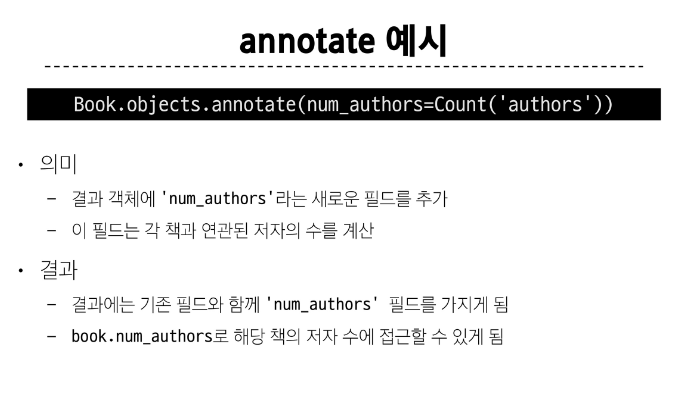 annotate 예시
Book.objects.annotate(num_authors=Count('authors'))
• 의미
– 결과 객체에 'num_authors'라는 새로운 필드를 추가
– 이 필드는 각 책과 연관된 저자의 수를 계산
• 결과
– 결과에는 기존 필드와 함께 'num_authors' 필드를 가지게 됨
– book.num_authors로 해당 책의 저자 수에 접근할 수 있게 됨